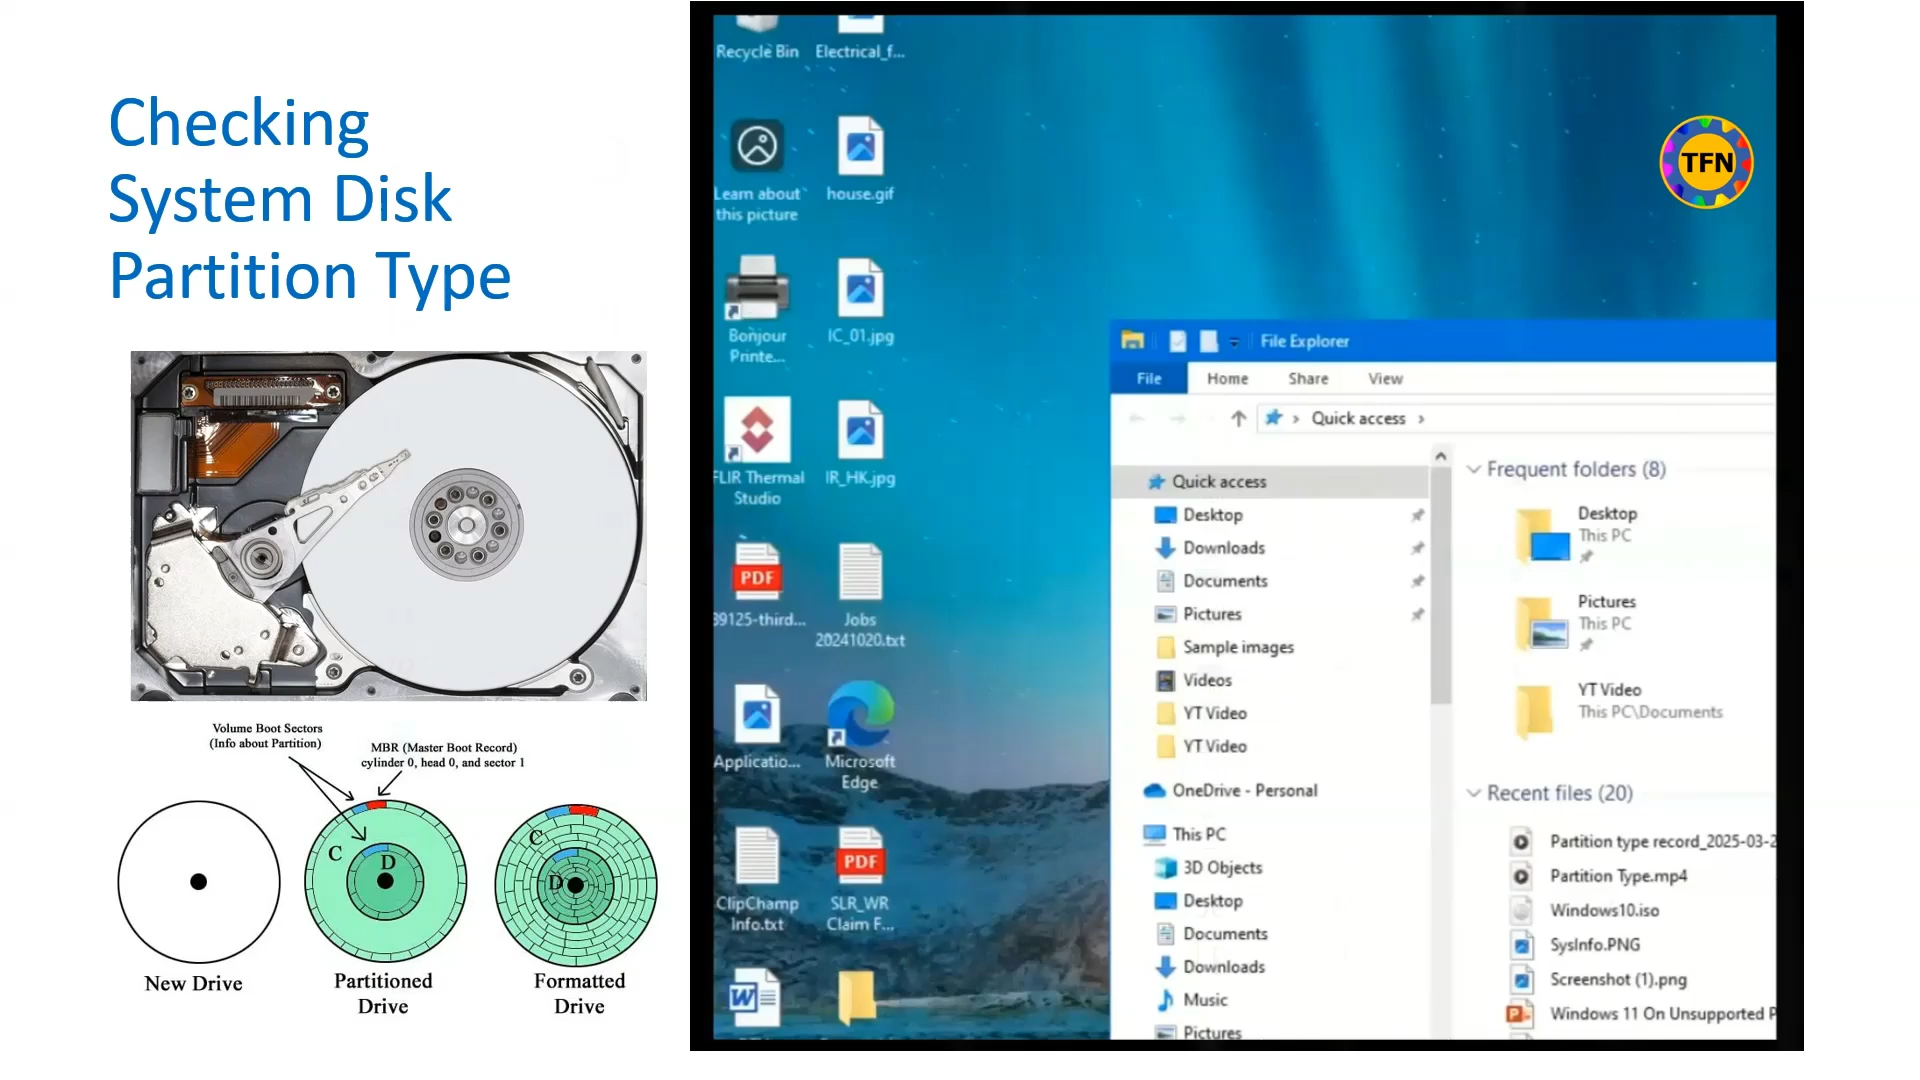 Checking
System Disk
Partition Type
Volume Boot Sectors
(Info about Partition)
MBR (Master Boot Record)
cylinder 0, head 0, and sector 1
C
D
C
D
New Drive
Partitioned
Drive
Formatted
Drive
Recycle Bin
Electrical_f...
Learn about
this picture
house.gif
Bonjour
Printe...
IC_01.jpg
FLIR Thermal
Studio
IR_HK.jpg
PDF
39125-third...
Jobs
20241020.txt
Applicatio...
Microsoft
Edge
ClipChamp
Info.txt
PDF
SLR_WR
Claim F...
W
TFN
File Explorer
File
Home
Share
View
Quick access
Quick access
Desktop
Downloads
Documents
Pictures
Sample images
Videos
YT Video
YT Video
OneDrive - Personal
This PC
3D Objects
Desktop
Documents
Downloads
Music
Pictures
Frequent folders (8)
Desktop
This PC
Pictures
This PC
YT Video
This PC\Documents
Recent files (20)
Partition type record_2025-03-2
Partition Type.mp4
Windows10.iso
SysInfo.PNG
Screenshot (1).png
Windows 11 On Unsupported P